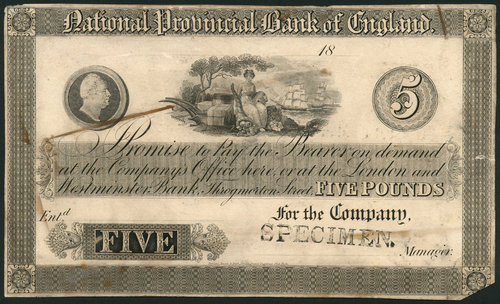 National Provincial Bank of England.
18
5
Promise to Pay the Bearer on demand
at the Company's Office here, or at the London and
Westminster Bank, Throgmorton Street, FIVE POUNDS
Ent.d
For the Company.
SPECIMEN.
FIVE
Manager.